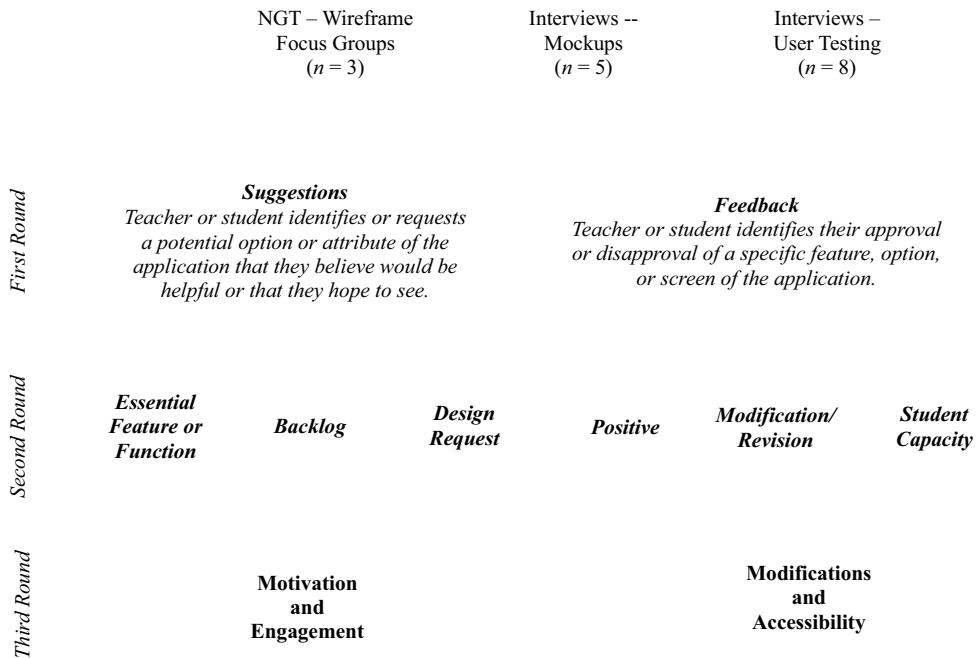 NGT – Wireframe
Focus Groups
(n = 3)
Interviews --
Mockups
(n = 5)
Interviews –
User Testing
(n = 8)
First Round
Suggestions
Teacher or student identifies or requests
a potential option or attribute of the
application that they believe would be
helpful or that they hope to see.
Feedback
Teacher or student identifies their approval
or disapproval of a specific feature, option,
or screen of the application.
Second Round
Essential
Feature or
Function
Backlog
Design
Request
Positive
Modification/
Revision
Student
Capacity
Third Round
Motivation
and
Engagement
Modifications
and
Accessibility